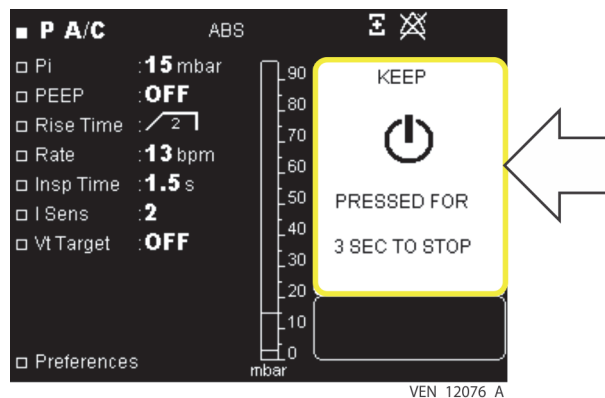 P A/C ABS
Pi :15 mbar
PEEP :OFF
Rise Time : 2
Rate :13 bpm
Insp Time :1.5 s
I Sens :2
Vt Target :OFF
Preferences
90
80
70
60
50
40
30
20
10
0
mbar
KEEP
PRESSED FOR
3 SEC TO STOP
VEN 12076 A